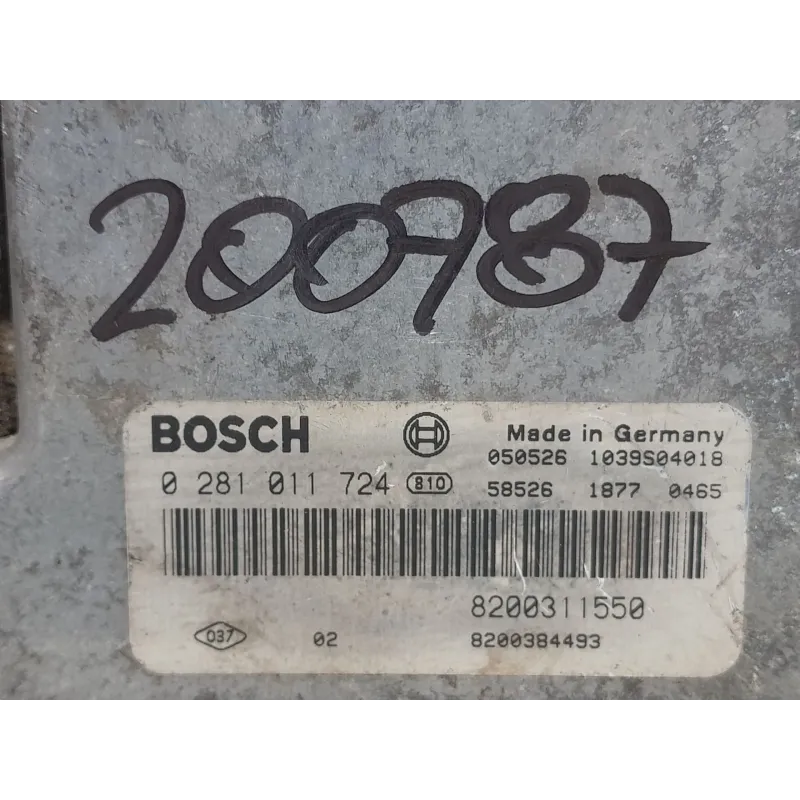 200987
BOSCH Made in Germany
050526 1039S04018
0 281 011 724 810 58526 1877 0465
8200311550
037 02 8200384493